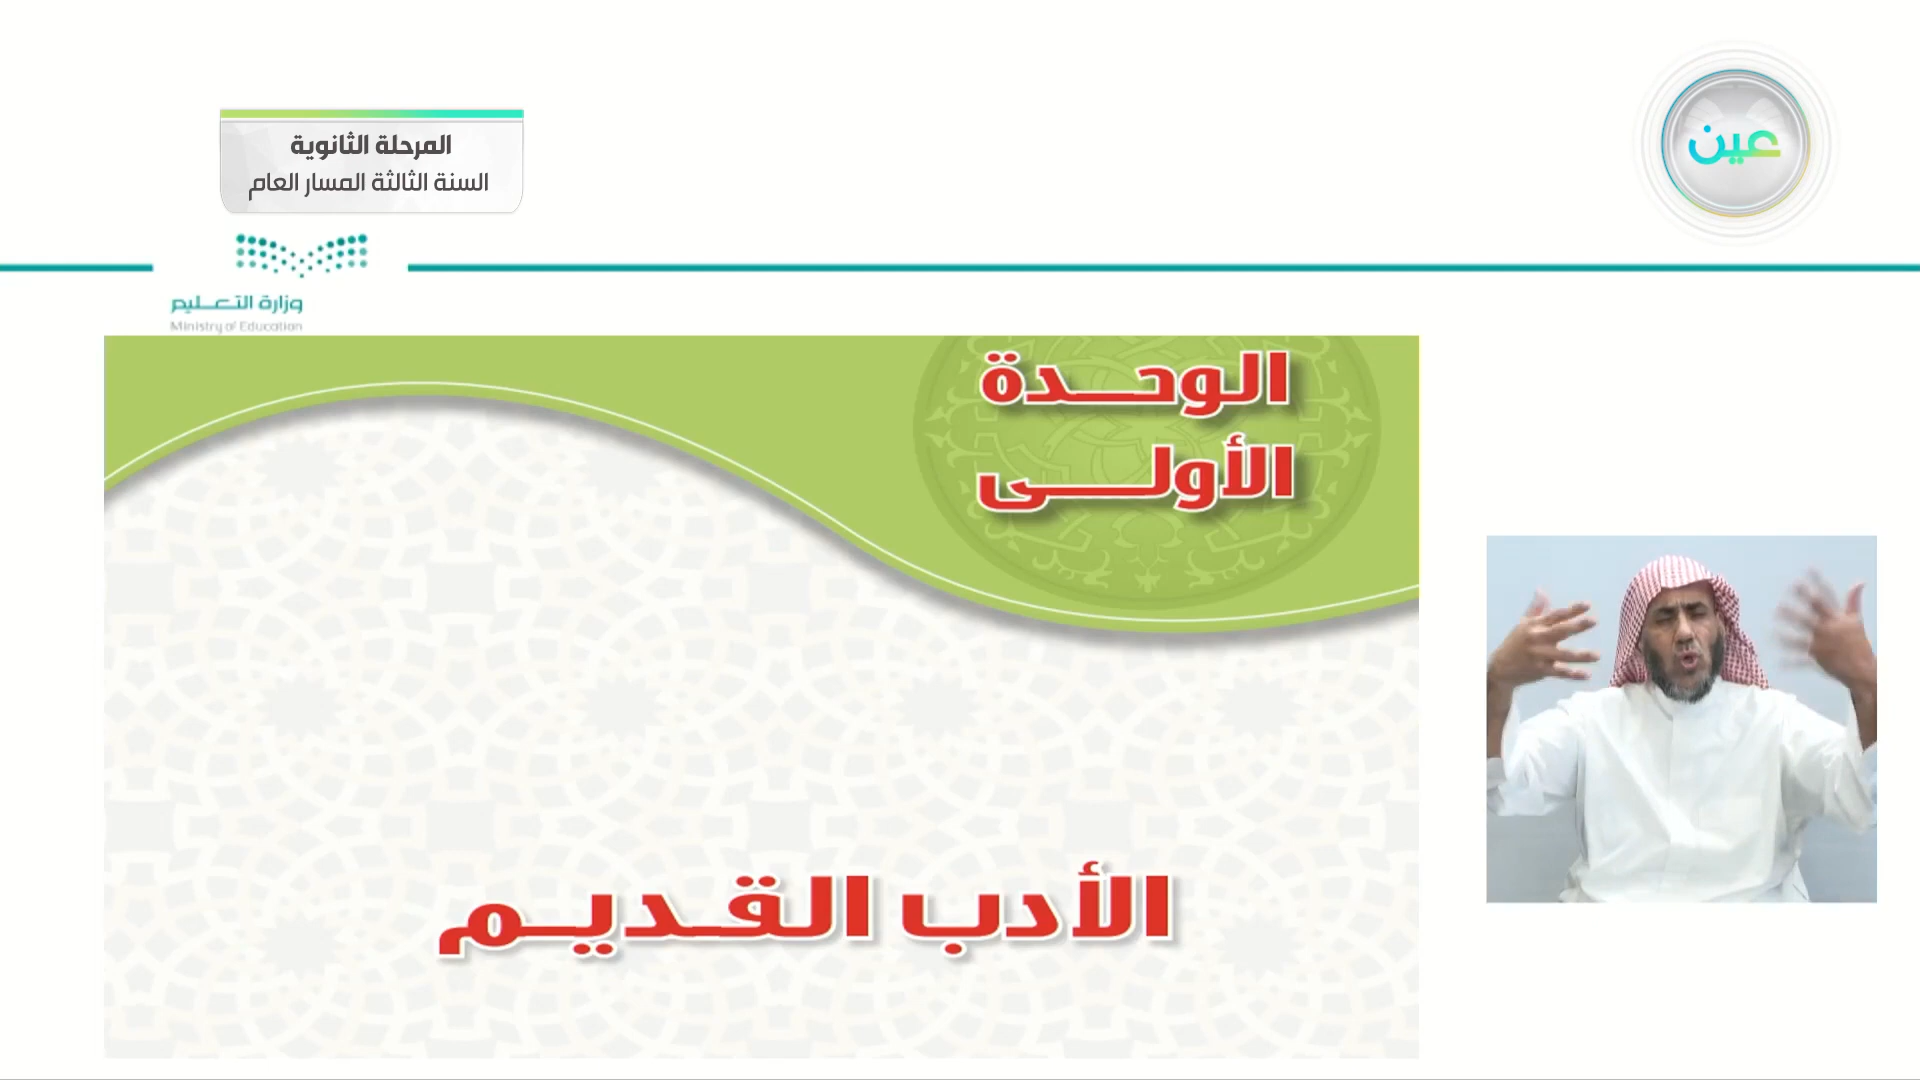 المرحلة الثانوية
السنة الثالثة المسار العام
عين
وزارة التعليم
Ministry of Education
الوحدة
الأولى
الأدب القديم